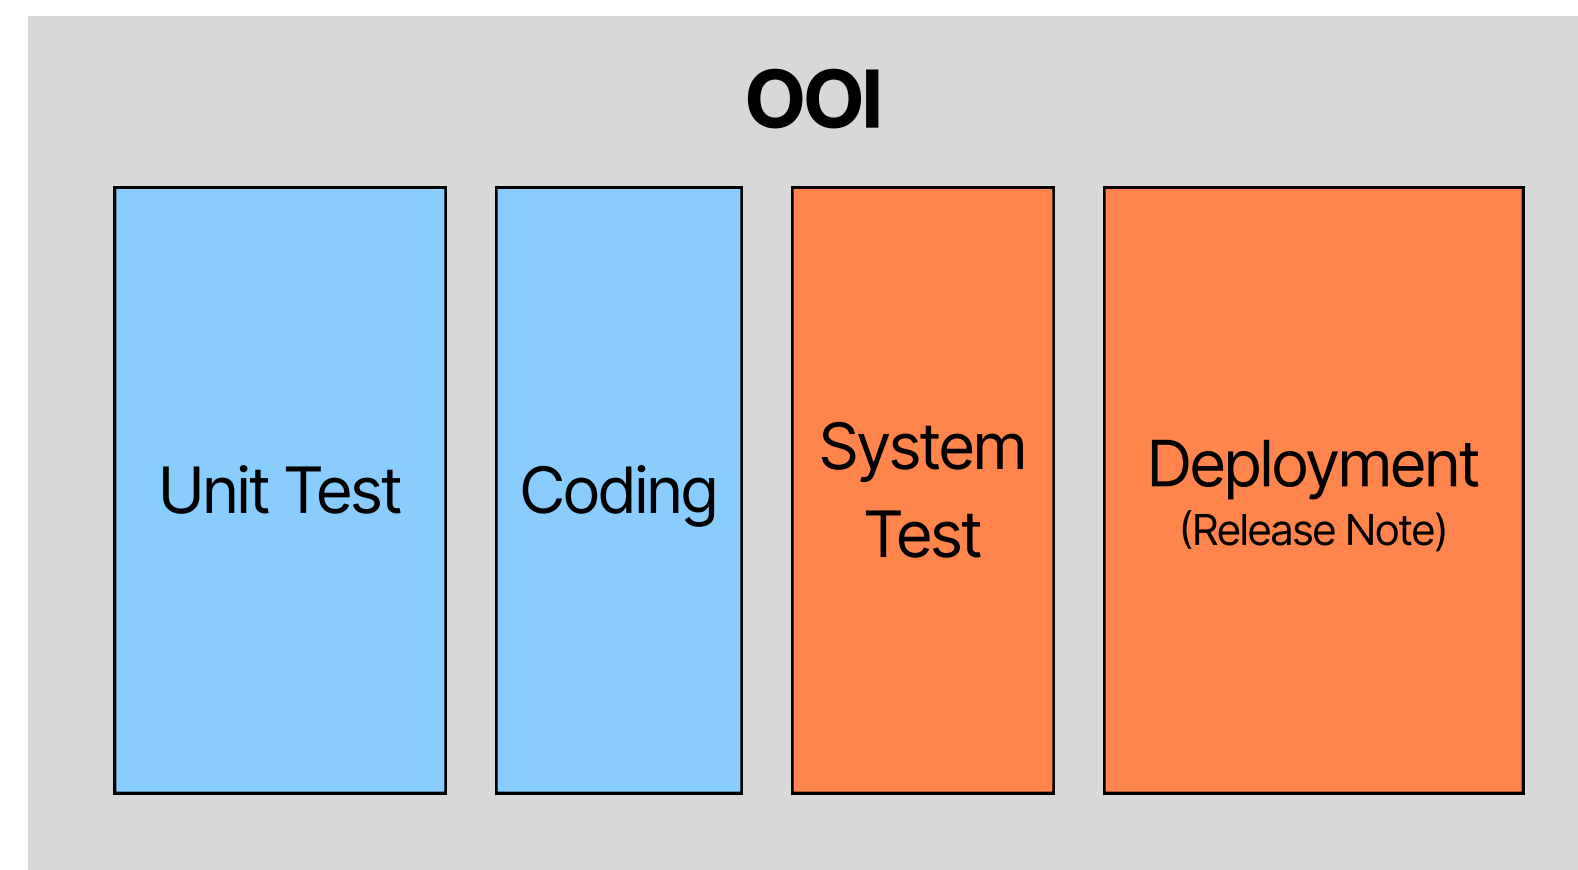 OOI
Unit Test
Coding
System
Test
Deployment
(Release Note)